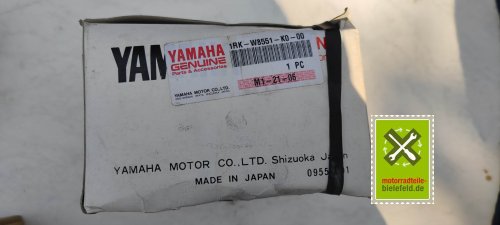 YAM
YAMAHA
GENUINE
Parts & Accessories
YAMAHA MOTOR CO.,LTD.
1RK-W8561-K0-00
1 PC
M1-21-06
YAMAHA MOTOR CO.,LTD. Shizuoka Japan
MADE IN JAPAN
motorradteile-
bielefeld.de